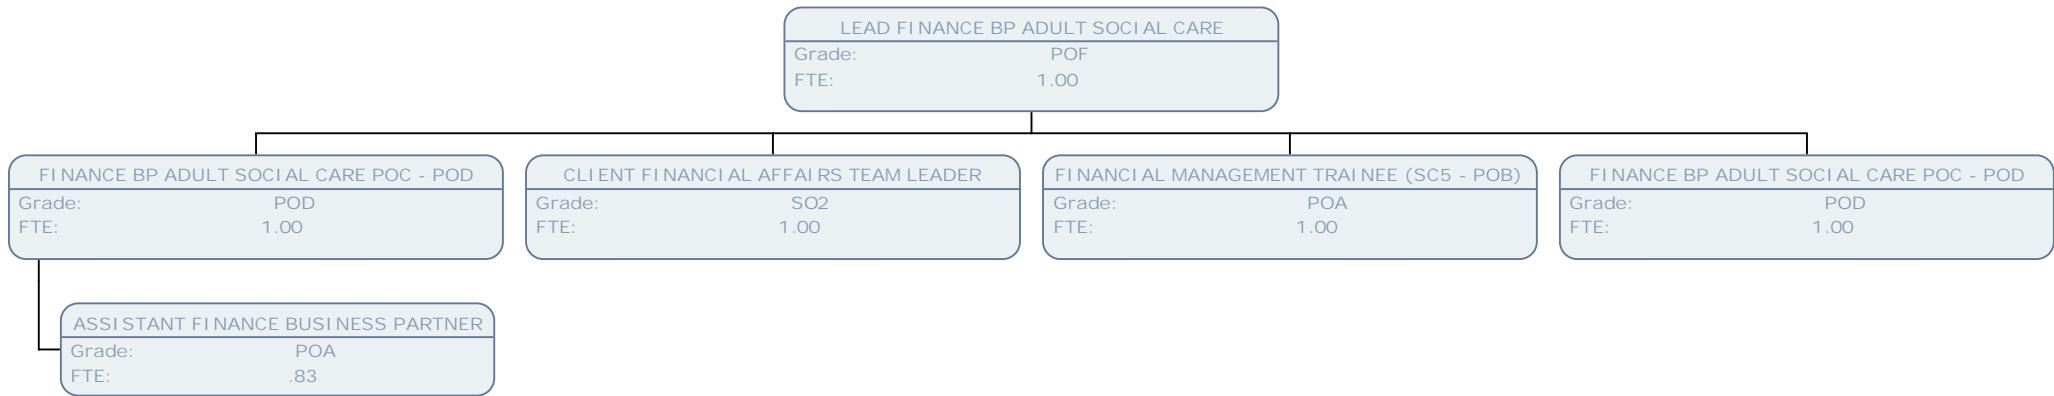 LEAD FINANCE BP ADULT SOCIAL CARE
Grade: POF
FTE: 1.00
FINANCE BP ADULT SOCIAL CARE POC - POD
Grade: POD
FTE: 1.00
CLIENT FINANCIAL AFFAIRS TEAM LEADER
Grade: SO2
FTE: 1.00
FINANCIAL MANAGEMENT TRAINEE (SC5 - POB)
Grade: POA
FTE: 1.00
FINANCE BP ADULT SOCIAL CARE POC - POD
Grade: POD
FTE: 1.00
ASSISTANT FINANCE BUSINESS PARTNER
Grade: POA
FTE: .83